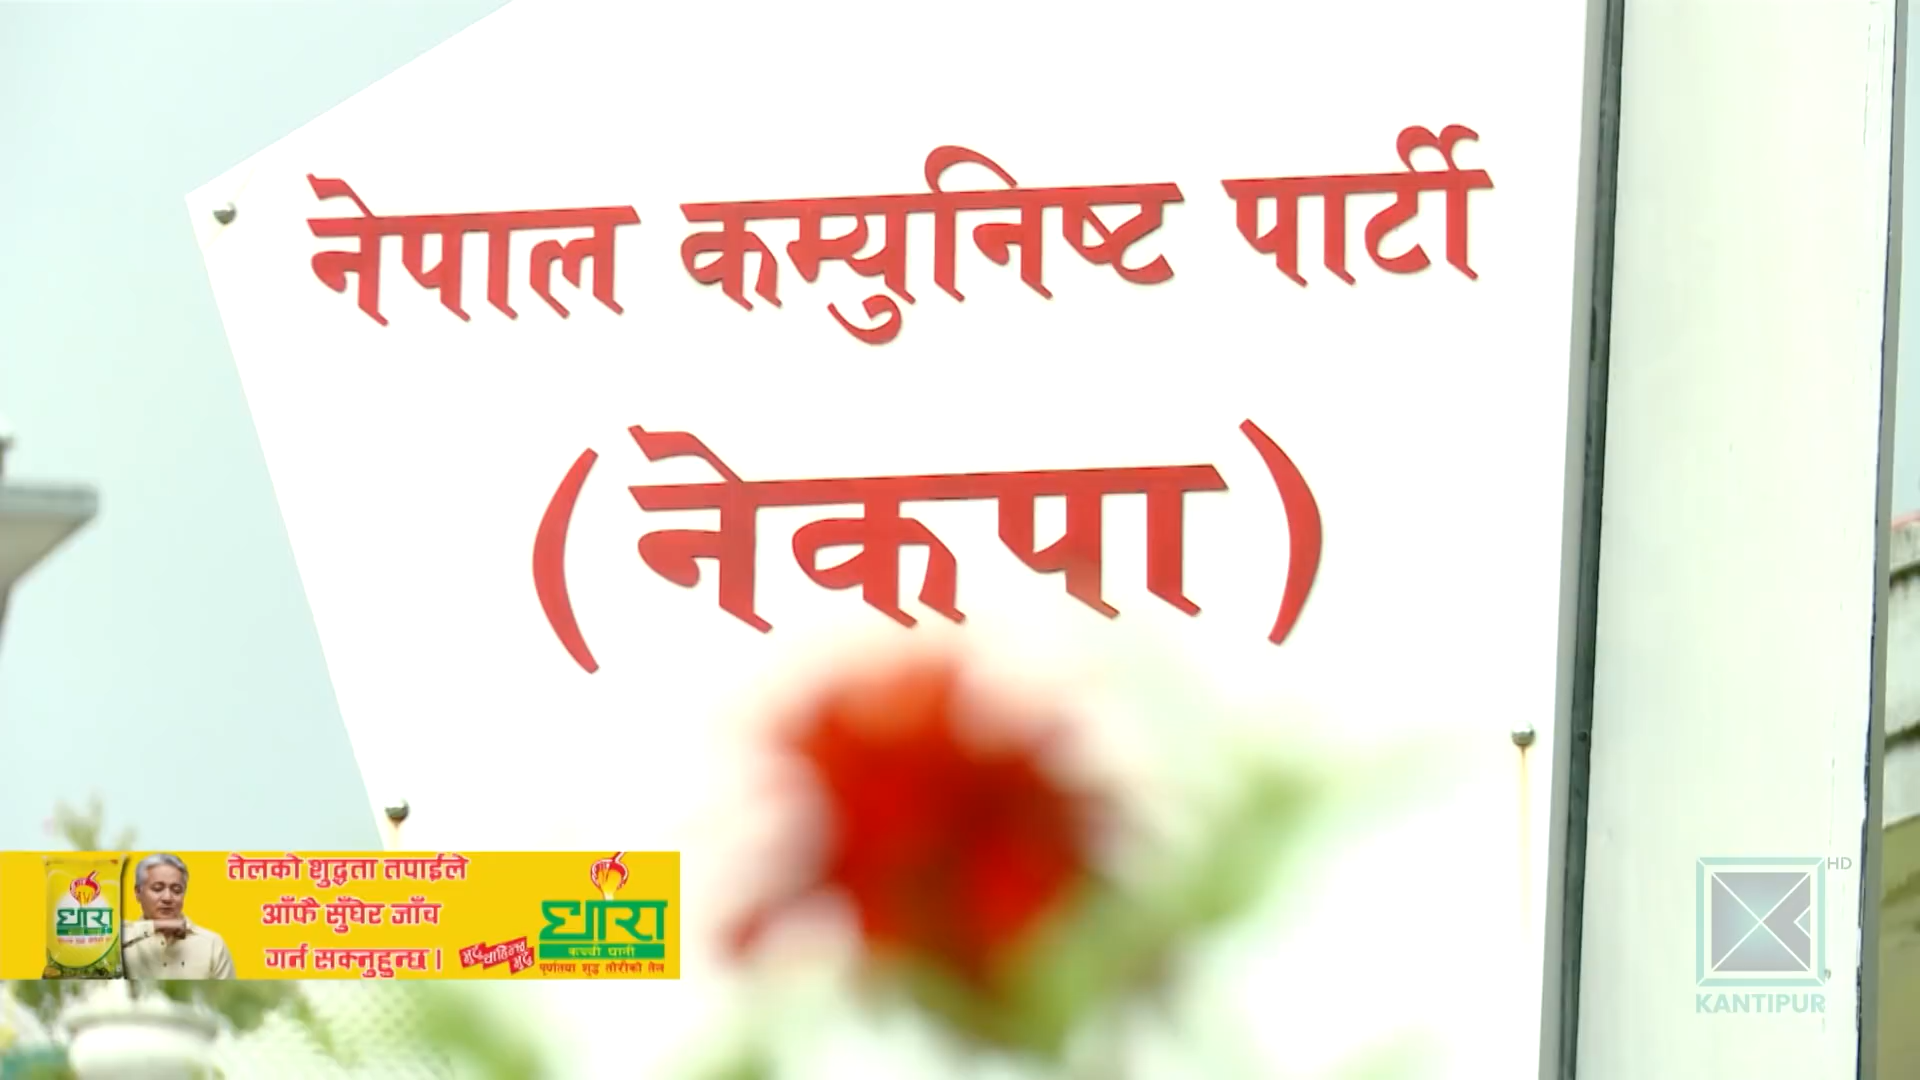 नेपाल कम्युनिष्ट पार्टी
(नेकपा)
तेलको शुद्धता तपाईले
आँफै सुँघेर जाँच
गर्न सक्नुहुन्छ।
धारा
धारा
कच्ची घानी
पूर्णतया शुद्ध तोरीको तेल
HD
KANTIPUR